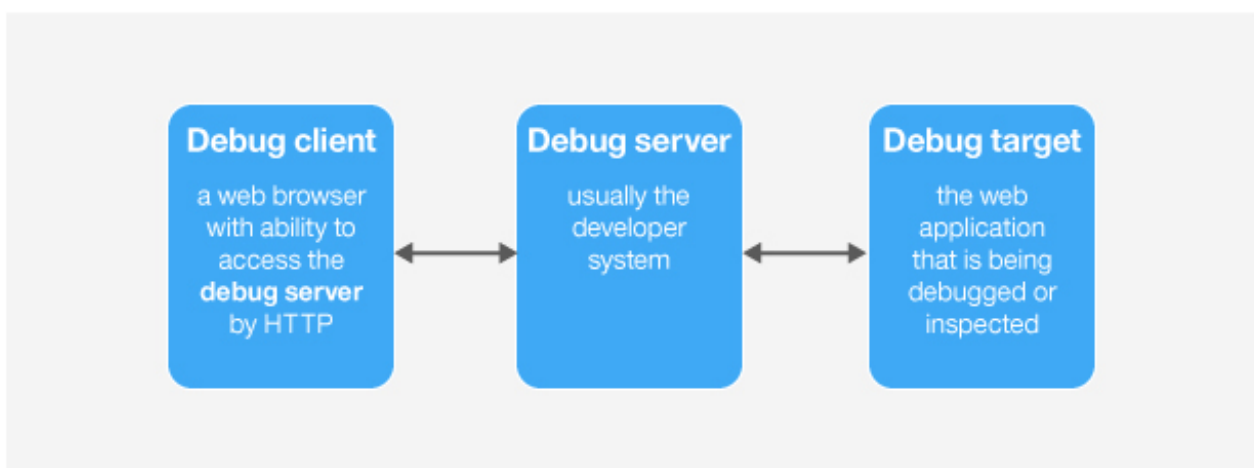 Debug client
a web browser
with ability to
access the
debug server
by HTTP
Debug server
usually the
developer
system
Debug target
the web
application
that is being
debugged or
inspected